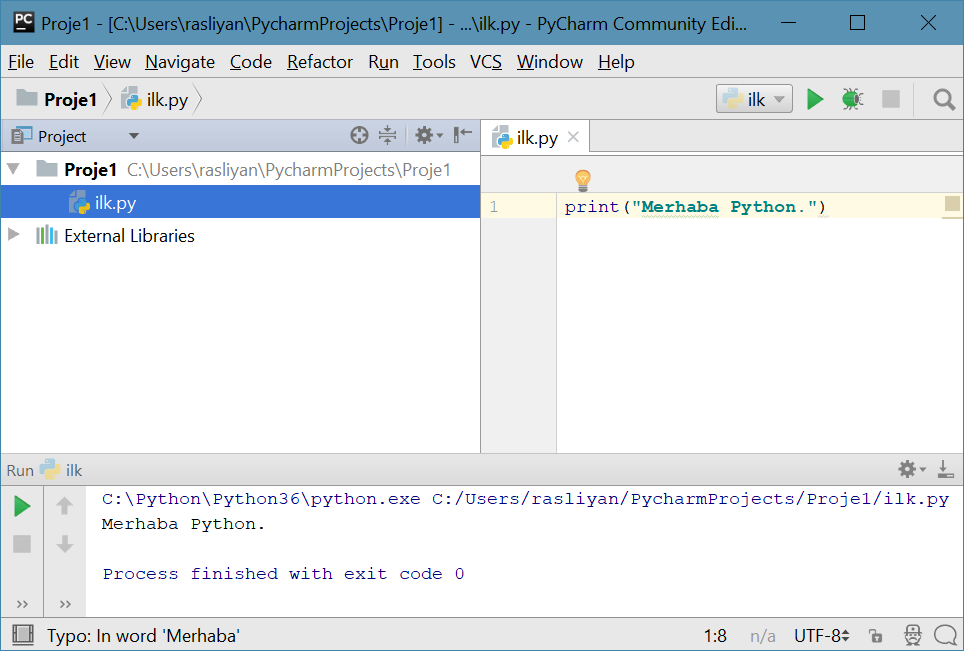 PC Proje1 - [C:\Users\rasliyan\PycharmProjects\Proje1] - ...\ilk.py - PyCharm Community Edi...
File Edit View Navigate Code Refactor Run Tools VCS Window Help
Proje1 ilk.py ilk
Project
ilk.py
Proje1 C:\Users\rasliyan\PycharmProjects\Proje1
ilk.py
External Libraries
1 print("Merhaba Python.")
Run ilk
C:\Python\Python36\python.exe C:/Users/rasliyan/PycharmProjects/Proje1/ilk.py
Merhaba Python.
Process finished with exit code 0
Typo: In word 'Merhaba' 1:8 n/a UTF-8